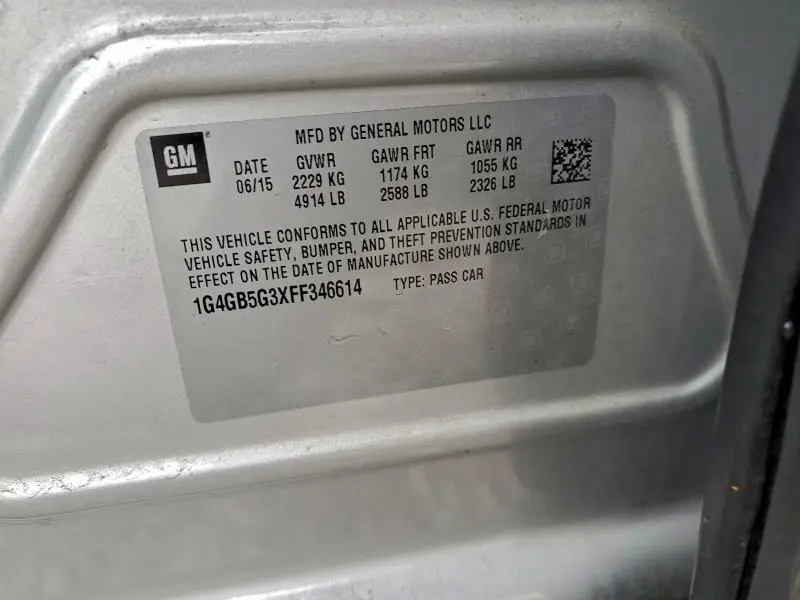 GM
MFD BY GENERAL MOTORS LLC
DATE GVWR GAWR FRT GAWR RR
06/15 2229 KG 1174 KG 1055 KG
4914 LB 2588 LB 2326 LB
THIS VEHICLE CONFORMS TO ALL APPLICABLE U.S. FEDERAL MOTOR
VEHICLE SAFETY, BUMPER, AND THEFT PREVENTION STANDARDS IN
EFFECT ON THE DATE OF MANUFACTURE SHOWN ABOVE.
1G4GB5G3XFF346614 TYPE: PASS CAR